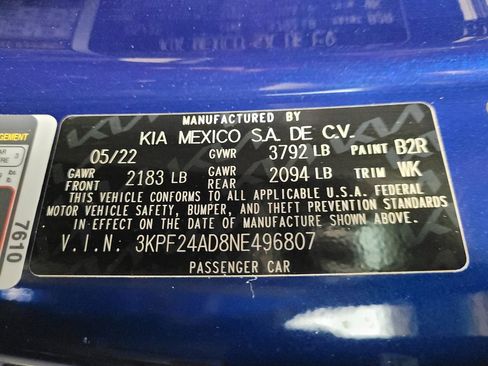 MANUFACTURED BY
KIA MEXICO S.A. DE C.V.
05/22 GVWR 3792 LB PAINT B2R
GAWR FRONT 2183 LB GAWR REAR 2094 LB TRIM WK
THIS VEHICLE CONFORMS TO ALL APPLICABLE U.S.A. FEDERAL
MOTOR VEHICLE SAFETY, BUMPER, AND THEFT PREVENTION STANDARDS
IN EFFECT ON THE DATE OF MANUFACTURE SHOWN ABOVE.
V.I.N: 3KPF24AD8NE496807
PASSENGER CAR
7610